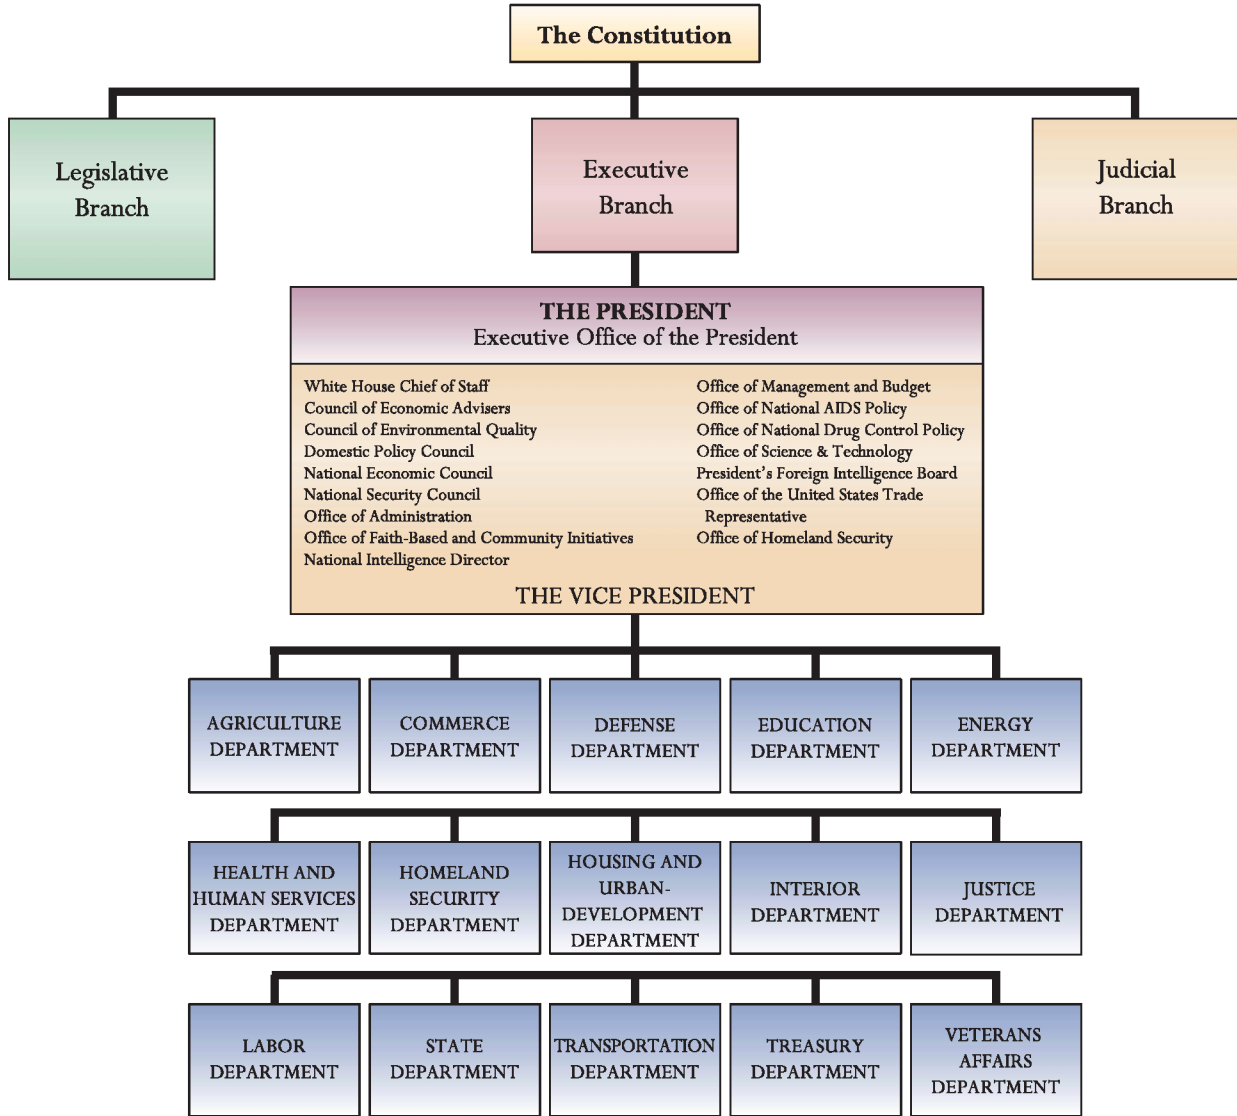 The Constitution
Legislative
Branch
Executive
Branch
Judicial
Branch
THE PRESIDENT
Executive Office of the President
White House Chief of Staff
Council of Economic Advisers
Council of Environmental Quality
Domestic Policy Council
National Economic Council
National Security Council
Office of Administration
Office of Faith-Based and Community Initiatives
National Intelligence Director
Office of Management and Budget
Office of National AIDS Policy
Office of National Drug Control Policy
Office of Science & Technology
President’s Foreign Intelligence Board
Office of the United States Trade
Representative
Office of Homeland Security
THE VICE PRESIDENT
AGRICULTURE
DEPARTMENT
COMMERCE
DEPARTMENT
DEFENSE
DEPARTMENT
EDUCATION
DEPARTMENT
ENERGY
DEPARTMENT
HEALTH AND
HUMAN SERVICES
DEPARTMENT
HOMELAND
SECURITY
DEPARTMENT
HOUSING AND
URBAN-
DEVELOPMENT
DEPARTMENT
INTERIOR
DEPARTMENT
JUSTICE
DEPARTMENT
LABOR
DEPARTMENT
STATE
DEPARTMENT
TRANSPORTATION
DEPARTMENT
TREASURY
DEPARTMENT
VETERANS
AFFAIRS
DEPARTMENT